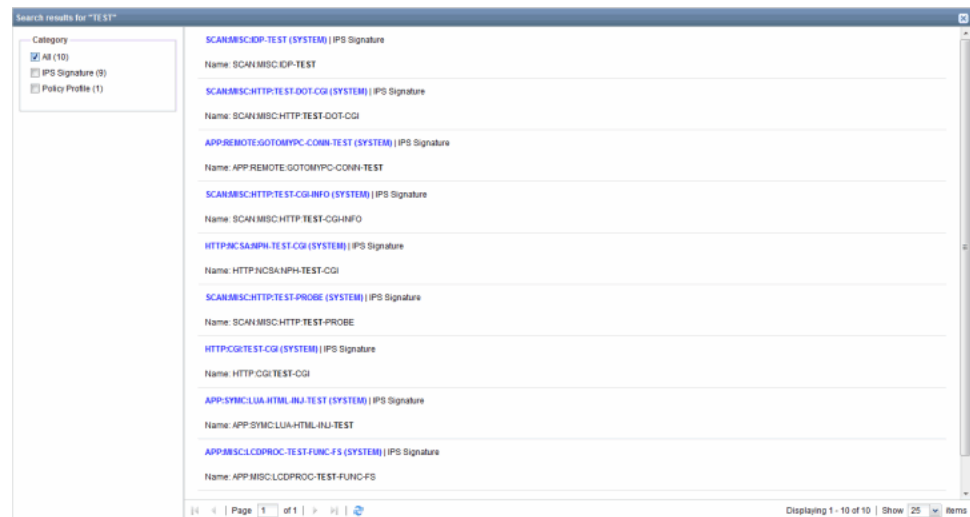 Search results for "TEST"
Category
All (10)
IPS Signature (9)
Policy Profile (1)
SCAN:MISC:IDP-TEST (SYSTEM) | IPS Signature
Name: SCAN:MISC:IDP-TEST
SCAN:MISC:HTTP:TEST-DOT-CGI (SYSTEM) | IPS Signature
Name: SCAN:MISC:HTTP:TEST-DOT-CGI
APP:REMOTE:GOTOMYPC-CONN-TEST (SYSTEM) | IPS Signature
Name: APP:REMOTE:GOTOMYPC-CONN-TEST
SCAN:MISC:HTTP:TEST-CGI-INFO (SYSTEM) | IPS Signature
Name: SCAN:MISC:HTTP:TEST-CGI-INFO
HTTP:NCSA:NPH-TEST-CGI (SYSTEM) | IPS Signature
Name: HTTP:NCSA:NPH-TEST-CGI
SCAN:MISC:HTTP:TEST-PROBE (SYSTEM) | IPS Signature
Name: SCAN:MISC:HTTP:TEST-PROBE
HTTP:CGI:TEST-CGI (SYSTEM) | IPS Signature
Name: HTTP:CGI:TEST-CGI
APP:SYMC:LUA-HTML-INJ-TEST (SYSTEM) | IPS Signature
Name: APP:SYMC:LUA-HTML-INJ-TEST
APP:MISC:LCDPROC-TEST-FUNC-FS (SYSTEM) | IPS Signature
Name: APP:MISC:LCDPROC-TEST-FUNC-FS
Page 1 of 1 | Displaying 1 - 10 of 10 | Show 25 items